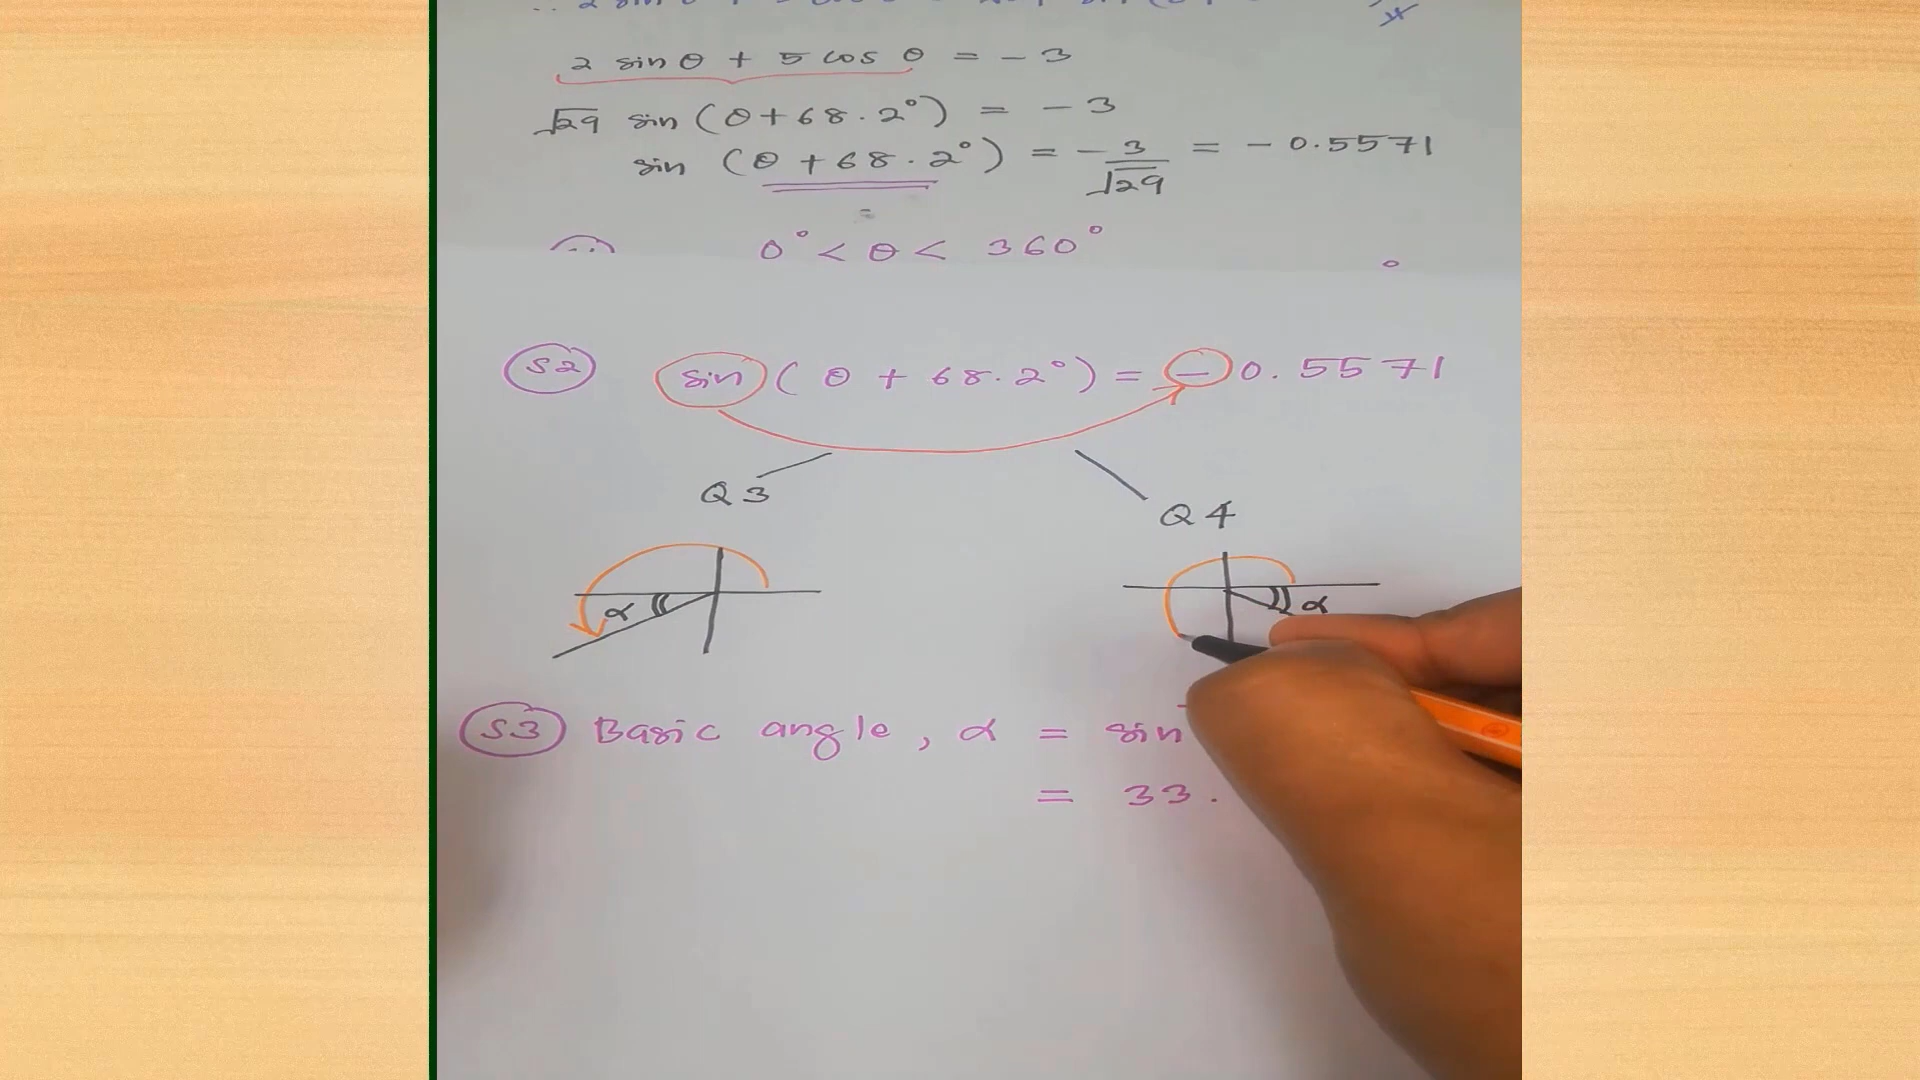 2 sin θ + 5 cos θ = - 3
√29 sin (θ + 68.2°) = - 3
sin (θ + 68.2°) = - 3/√29 = - 0.5571
0° < θ < 360°
S2 sin (θ + 68.2°) = - 0.5571
Q3
Q4
α
α
S3 Basic angle, α = sin
= 33.